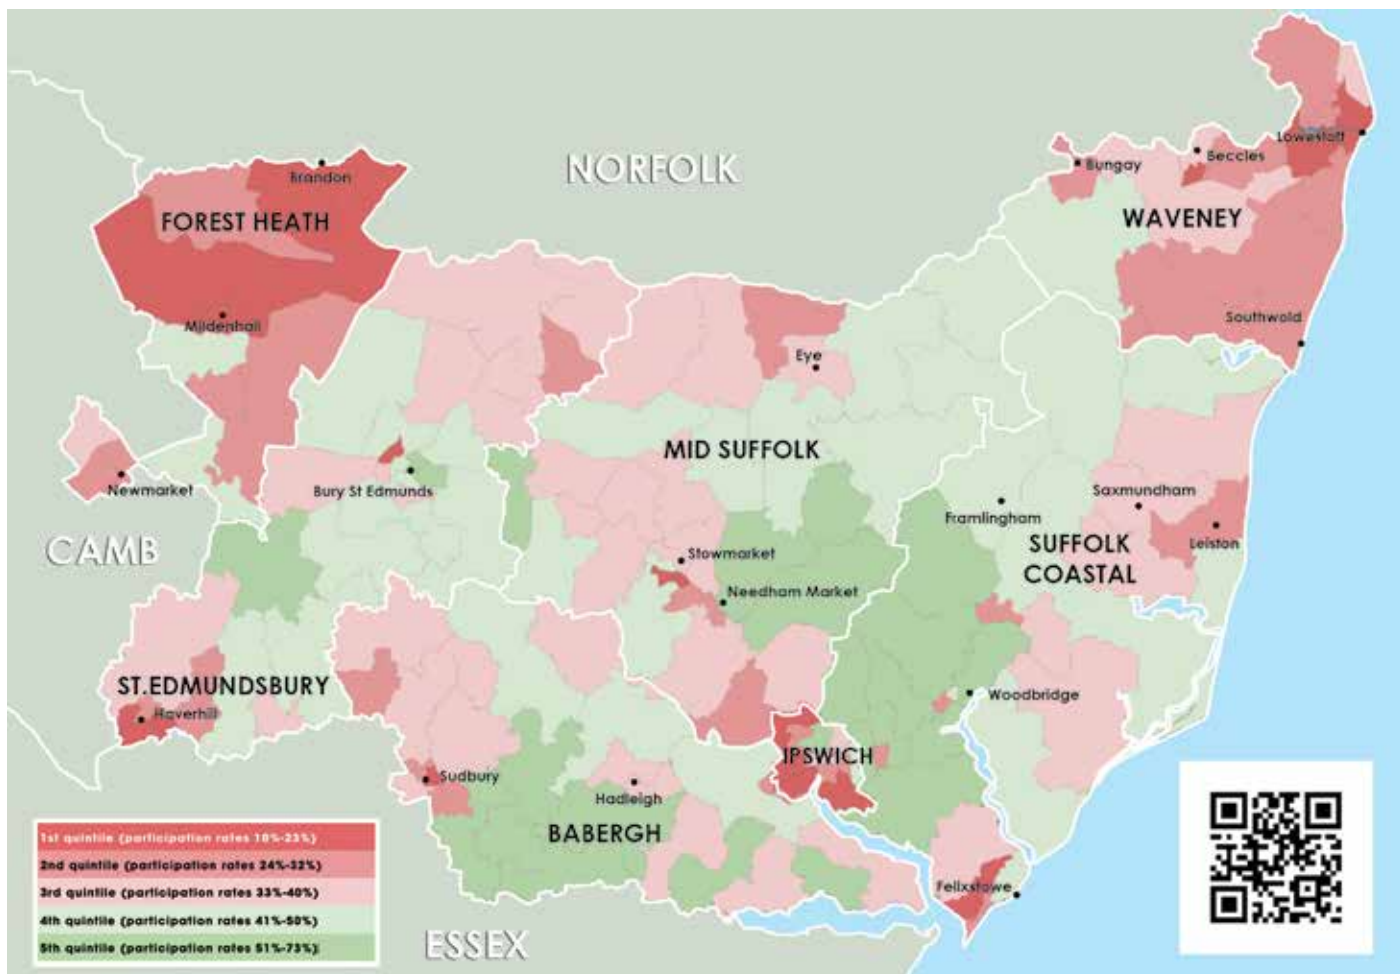 NORFOLK
Lowestoft
Beccles
Bungay
Brandon
FOREST HEATH
WAVENEY
Southwold
Mildenhall
Eye
MID SUFFOLK
Newmarket
Bury St Edmunds
Saxmundham
Framlingham
CAMB
SUFFOLK
COASTAL
Leiston
Stowmarket
Needham Market
ST.EDMUNDSBURY
Haverhill
Woodbridge
IPSWICH
Sudbury
Hadleigh
BABERGH
Felixstowe
ESSEX
1st quintile (participation rates 10%-23%)
2nd quintile (participation rates 24%-32%)
3rd quintile (participation rates 33%-40%)
4th quintile (participation rates 41%-50%)
5th quintile (participation rates 51%-73%)